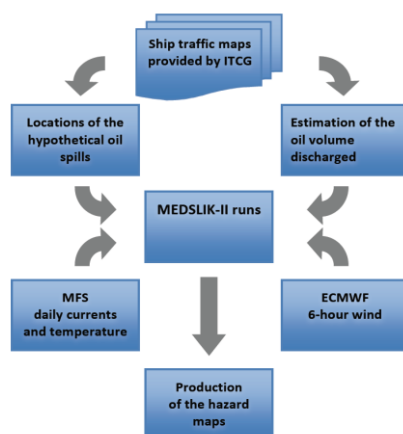 Ship traffic maps
provided by ITCG
Locations of the
hypothetical oil
spills
Estimation of the
oil volume
discharged
MEDSLIK-II runs
MFS
daily currents
and temperature
ECMWF
6-hour wind
Production
of the hazard
maps